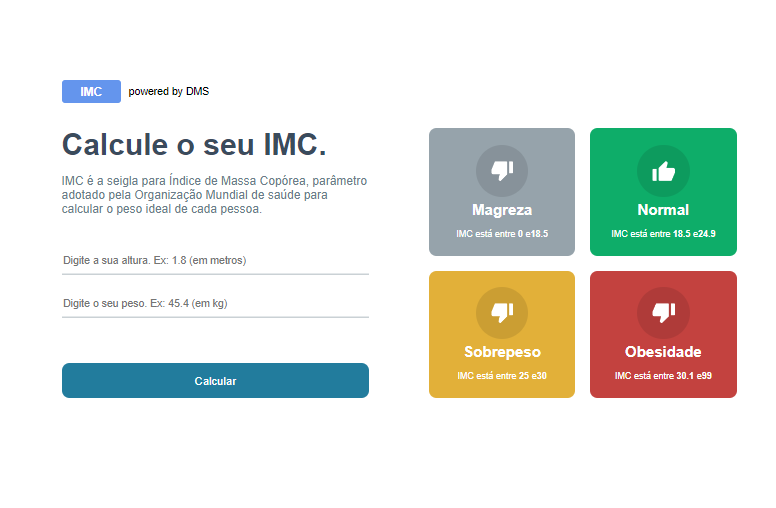 IMC powered by DMS
Calcule o seu IMC.
IMC é a seigla para Índice de Massa Copórea, parâmetro
adotado pela Organização Mundial de saúde para
calcular o peso ideal de cada pessoa.
Digite a sua altura. Ex: 1.8 (em metros)
Digite o seu peso. Ex: 45.4 (em kg)
Calcular
Magreza
IMC está entre 0 e18.5
Normal
IMC está entre 18.5 e24.9
Sobrepeso
IMC está entre 25 e30
Obesidade
IMC está entre 30.1 e99